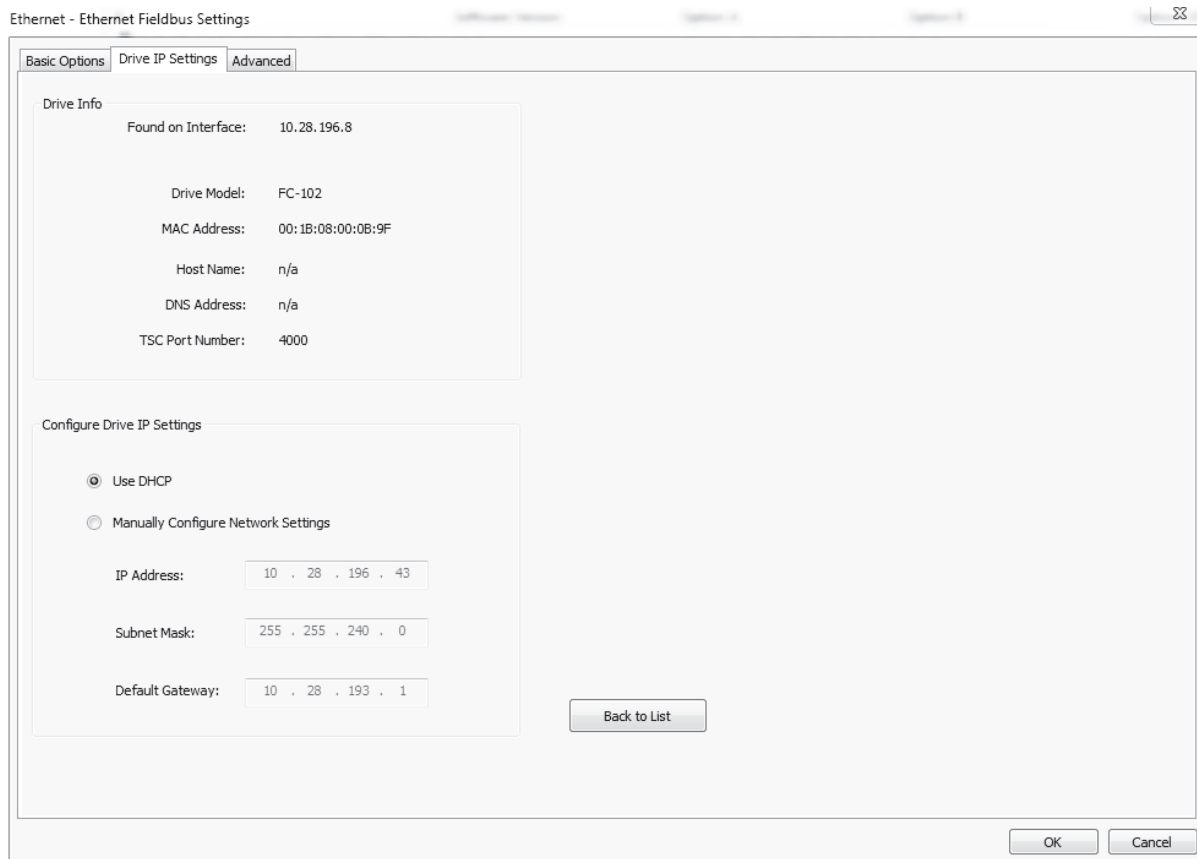 Ethernet - Ethernet Fieldbus Settings
Basic Options Drive IP Settings Advanced
Drive Info
Found on Interface: 10.28.196.8
Drive Model: FC-102
MAC Address: 00:1B:08:00:0B:9F
Host Name: n/a
DNS Address: n/a
TSC Port Number: 4000
Configure Drive IP Settings
Use DHCP
Manually Configure Network Settings
IP Address: 10 . 28 . 196 . 43
Subnet Mask: 255 . 255 . 240 . 0
Default Gateway: 10 . 28 . 193 . 1
Back to List
OK Cancel